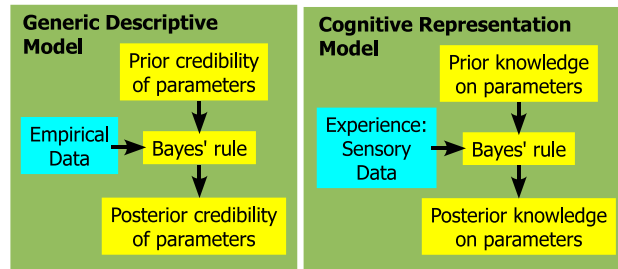 Generic Descriptive
Model
Prior credibility
of parameters
Empirical
Data
Bayes' rule
Posterior credibility
of parameters
Cognitive Representation
Model
Prior knowledge
on parameters
Experience:
Sensory
Data
Bayes' rule
Posterior knowledge
on parameters